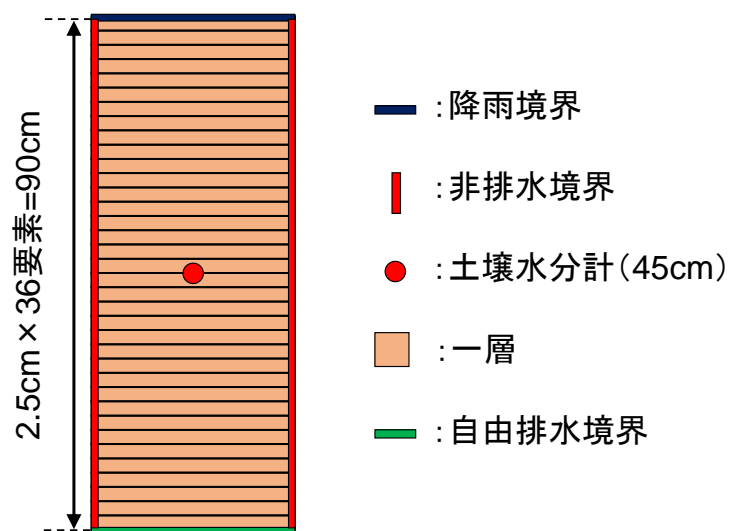 2.5cm×36要素=90cm
:降雨境界
:非排水境界
:土壌水分計(45cm)
:一層
:自由排水境界